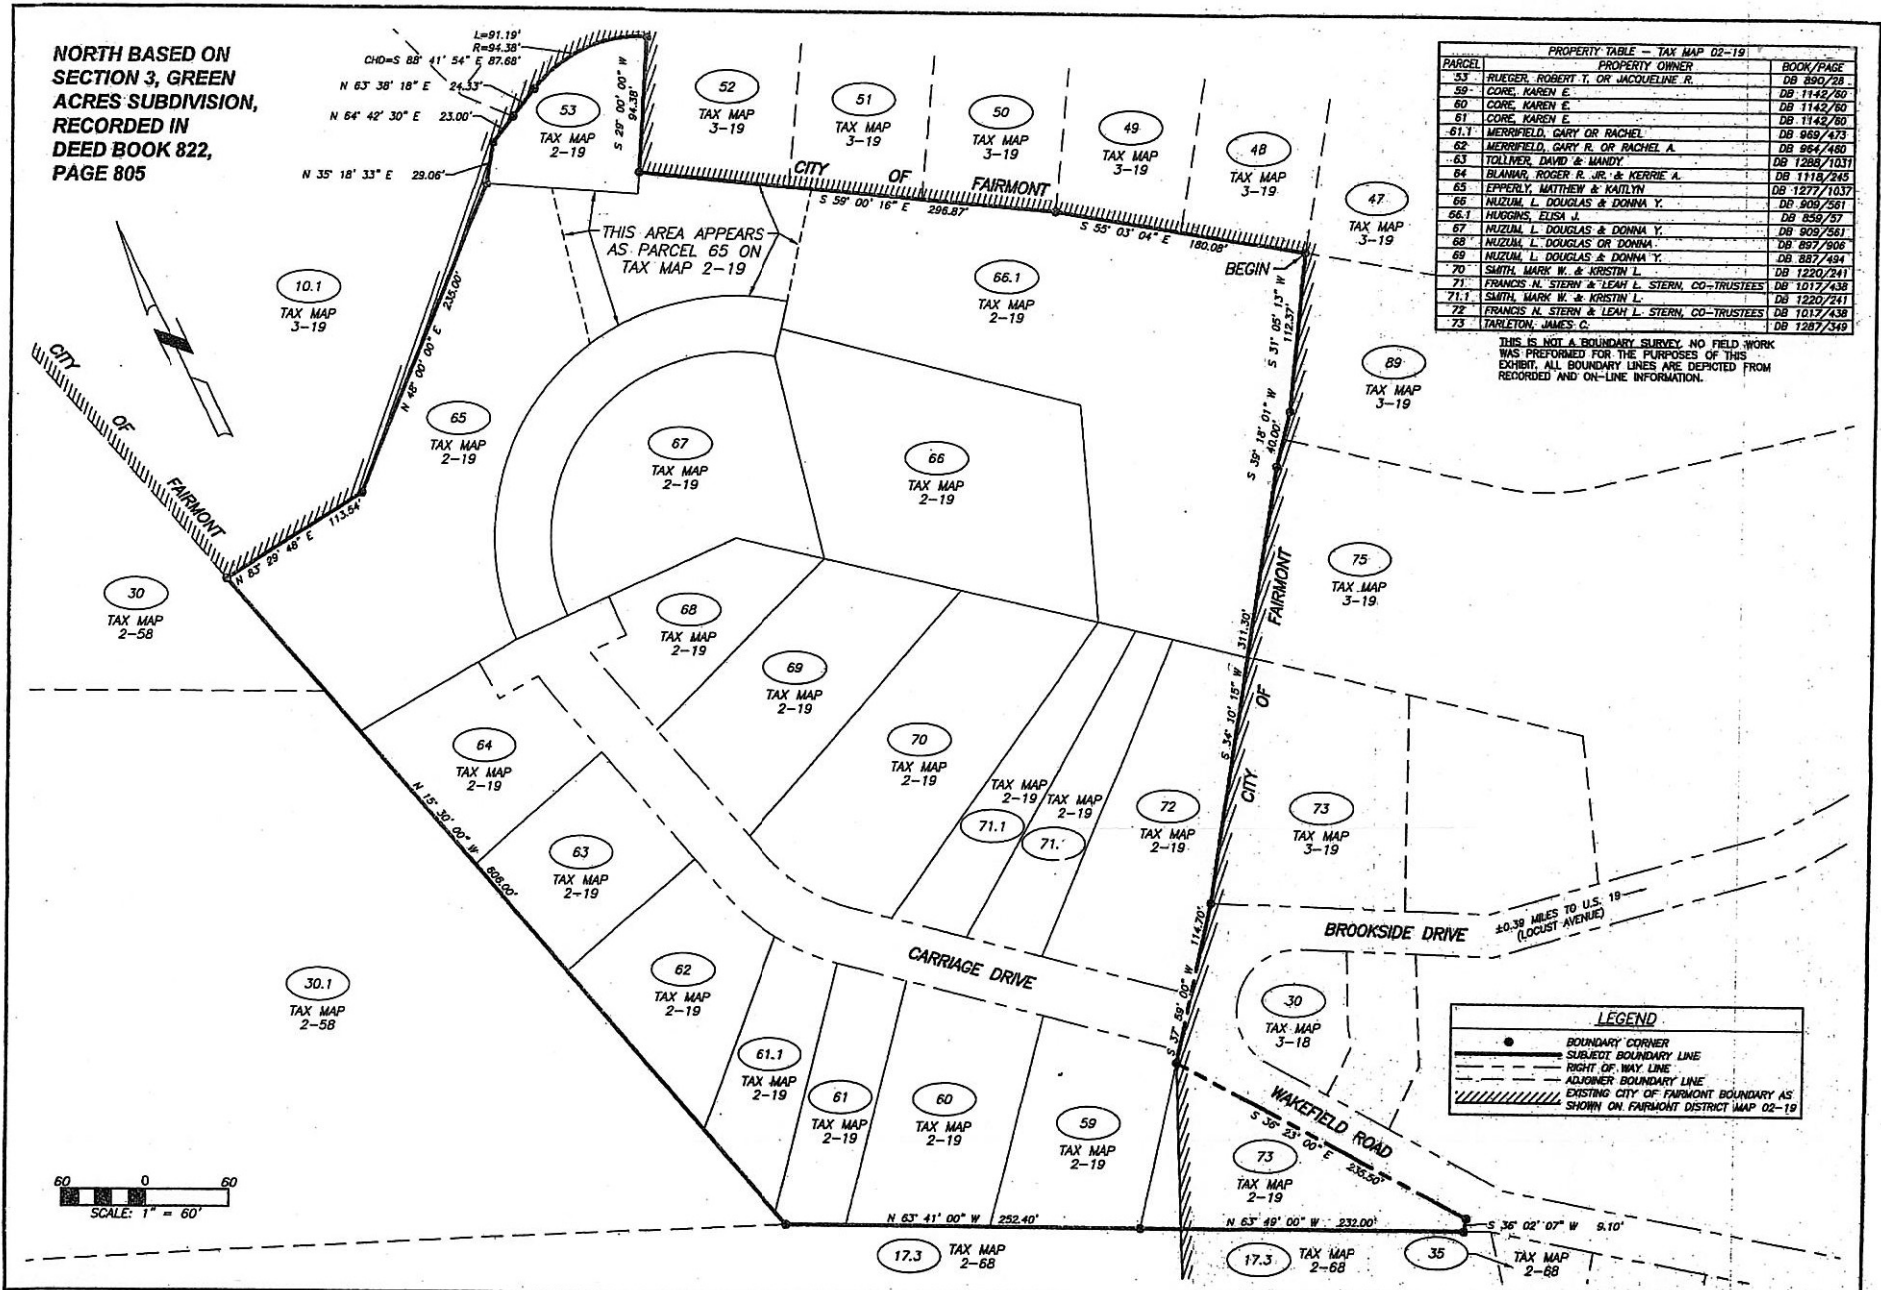 NORTH BASED ON
SECTION 3, GREEN
ACRES SUBDIVISION,
RECORDED IN
DEED BOOK 822,
PAGE 805
L=91.19'
R=94.38'
CHD=S 88° 41' 54" E 87.68'
N 63° 38' 18" E 24.33'
N 64° 42' 30" E 23.00'
N 35° 18' 33" E 29.06'
53
TAX MAP
2-19
S 29° 00' 00" W
94.38'
52
TAX MAP
3-19
51
TAX MAP
3-19
50
TAX MAP
3-19
49
TAX MAP
3-19
48
TAX MAP
3-19
47
TAX MAP
3-19
CITY OF FAIRMONT
S 59° 00' 16" E 296.87'
S 55° 03' 04" E 180.08'
BEGIN
PROPERTY TABLE - TAX MAP 02-19
PARCEL PROPERTY OWNER BOOK/PAGE
53 RUEGER, ROBERT T. OR JACQUELINE R. DB 890/28
59 CORE, KAREN E. DB 1142/60
60 CORE, KAREN E. DB 1142/60
61 CORE, KAREN E. DB 1142/60
61.1 MERRIFIELD, GARY OR RACHEL DB 969/473
62 MERRIFIELD, GARY R. OR RACHEL A. DB 964/480
63 TOLLIVER, DAVID & MANDY DB 1288/1031
64 BLANIAR, ROGER R. JR. & KERRIE A. DB 1118/245
65 EPPERLY, MATTHEW & KAITLYN DB 1277/1037
66 NUZUM, L. DOUGLAS & DONNA Y. DB 909/561
66.1 HUGGINS, ELISA J. DB 859/57
67 NUZUM, L. DOUGLAS & DONNA Y. DB 909/561
68 NUZUM, L. DOUGLAS OR DONNA DB 897/906
69 NUZUM, L. DOUGLAS & DONNA Y. DB 887/494
70 SMITH, MARK W. & KRISTIN L. DB 1220/241
71 FRANCIS N. STERN & LEAH L. STERN, CO-TRUSTEES DB 1017/438
71.1 SMITH, MARK W. & KRISTIN L. DB 1220/241
72 FRANCIS N. STERN & LEAH L. STERN, CO-TRUSTEES DB 1017/438
73 TARLETON, JAMES C. DB 1287/349
THIS IS NOT A BOUNDARY SURVEY. NO FIELD WORK
WAS PREFORMED FOR THE PURPOSES OF THIS
EXHIBIT, ALL BOUNDARY LINES ARE DEPICTED FROM
RECORDED AND ON-LINE INFORMATION.
THIS AREA APPEARS
AS PARCEL 65 ON
TAX MAP 2-19
10.1
TAX MAP
3-19
N 48° 00' 00" E 235.00'
66.1
TAX MAP
2-19
S 31° 05' 13" W
112.37'
89
TAX MAP
3-19
S 39° 18' 01" W
40.00'
CITY OF FAIRMONT
65
TAX MAP
2-19
67
TAX MAP
2-19
66
TAX MAP
2-19
N 83° 29' 48" E 113.54'
30
TAX MAP
2-58
75
TAX MAP
3-19
CITY OF FAIRMONT
S 34° 10' 15" W 311.30'
68
TAX MAP
2-19
69
TAX MAP
2-19
70
TAX MAP
2-19
64
TAX MAP
2-19
TAX MAP
2-19
71.1
TAX MAP
2-19
71.
72
TAX MAP
2-19
73
TAX MAP
3-19
63
TAX MAP
2-19
N 15° 30' 00" W 606.00'
±0.39 MILES TO U.S. 19
(LOCUST AVENUE)
BROOKSIDE DRIVE
CARRIAGE DRIVE
S 37° 59' 00" W 114.70'
62
TAX MAP
2-19
30.1
TAX MAP
2-58
30
TAX MAP
3-18
61.1
TAX MAP
2-19
61
TAX MAP
2-19
60
TAX MAP
2-19
59
TAX MAP
2-19
WAKEFIELD ROAD
S 36° 23' 00" E 235.50'
73
TAX MAP
2-19
LEGEND
BOUNDARY CORNER
SUBJECT BOUNDARY LINE
RIGHT OF WAY LINE
ADJOINER BOUNDARY LINE
EXISTING CITY OF FAIRMONT BOUNDARY AS
SHOWN ON FAIRMONT DISTRICT MAP 02-19
60 0 60
SCALE: 1" = 60'
N 63° 41' 00" W 252.40'
N 63° 49' 00" W 232.00'
S 36° 02' 07" W 9.10'
17.3
TAX MAP
2-68
17.3
TAX MAP
2-68
35
TAX MAP
2-68